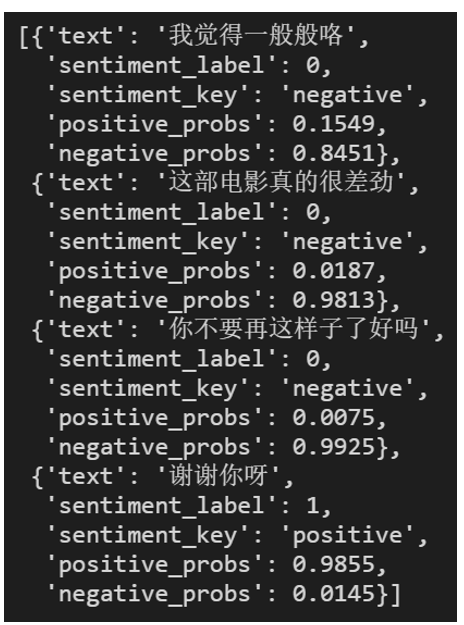 [{'text': '我觉得一般般咯',
'sentiment_label': 0,
'sentiment_key': 'negative',
'positive_probs': 0.1549,
'negative_probs': 0.8451},
{'text': '这部电影真的很差劲',
'sentiment_label': 0,
'sentiment_key': 'negative',
'positive_probs': 0.0187,
'negative_probs': 0.9813},
{'text': '你不要再这样子了好吗',
'sentiment_label': 0,
'sentiment_key': 'negative',
'positive_probs': 0.0075,
'negative_probs': 0.9925},
{'text': '谢谢你呀',
'sentiment_label': 1,
'sentiment_key': 'positive',
'positive_probs': 0.9855,
'negative_probs': 0.0145}]